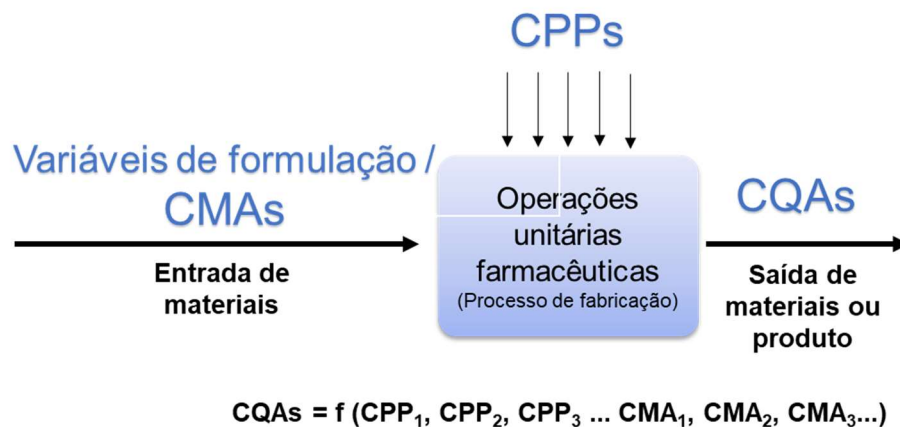 CPPs
Variáveis de formulação /
CMAs
Entrada de
materiais
Operações
unitárias
farmacêuticas
(Processo de fabricação)
CQAs
Saída de
materiais ou
produto
CQAs = f (CPP₁, CPP₂, CPP₃ ... CMA₁, CMA₂, CMA₃...)